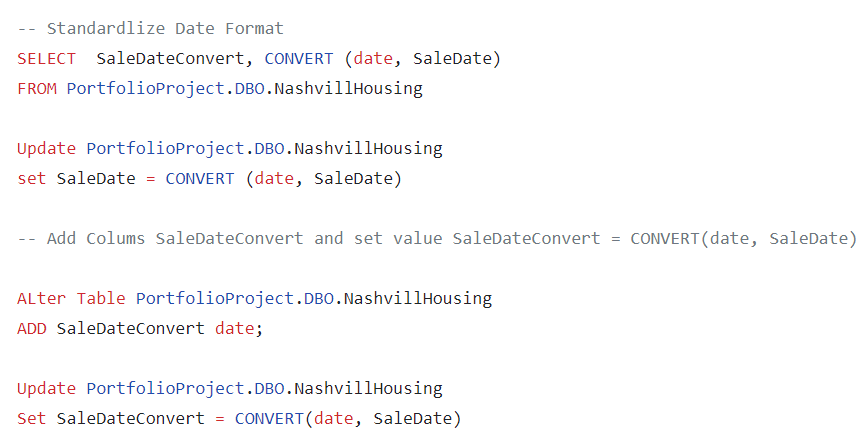 -- Standardlize Date Format
SELECT  SaleDateConvert, CONVERT (date, SaleDate)
FROM PortfolioProject.DBO.NashvillHousing
Update PortfolioProject.DBO.NashvillHousing
set SaleDate = CONVERT (date, SaleDate)
-- Add Colums SaleDateConvert and set value SaleDateConvert = CONVERT(date, SaleDate)
ALter Table PortfolioProject.DBO.NashvillHousing
ADD SaleDateConvert date;
Update PortfolioProject.DBO.NashvillHousing
Set SaleDateConvert = CONVERT(date, SaleDate)